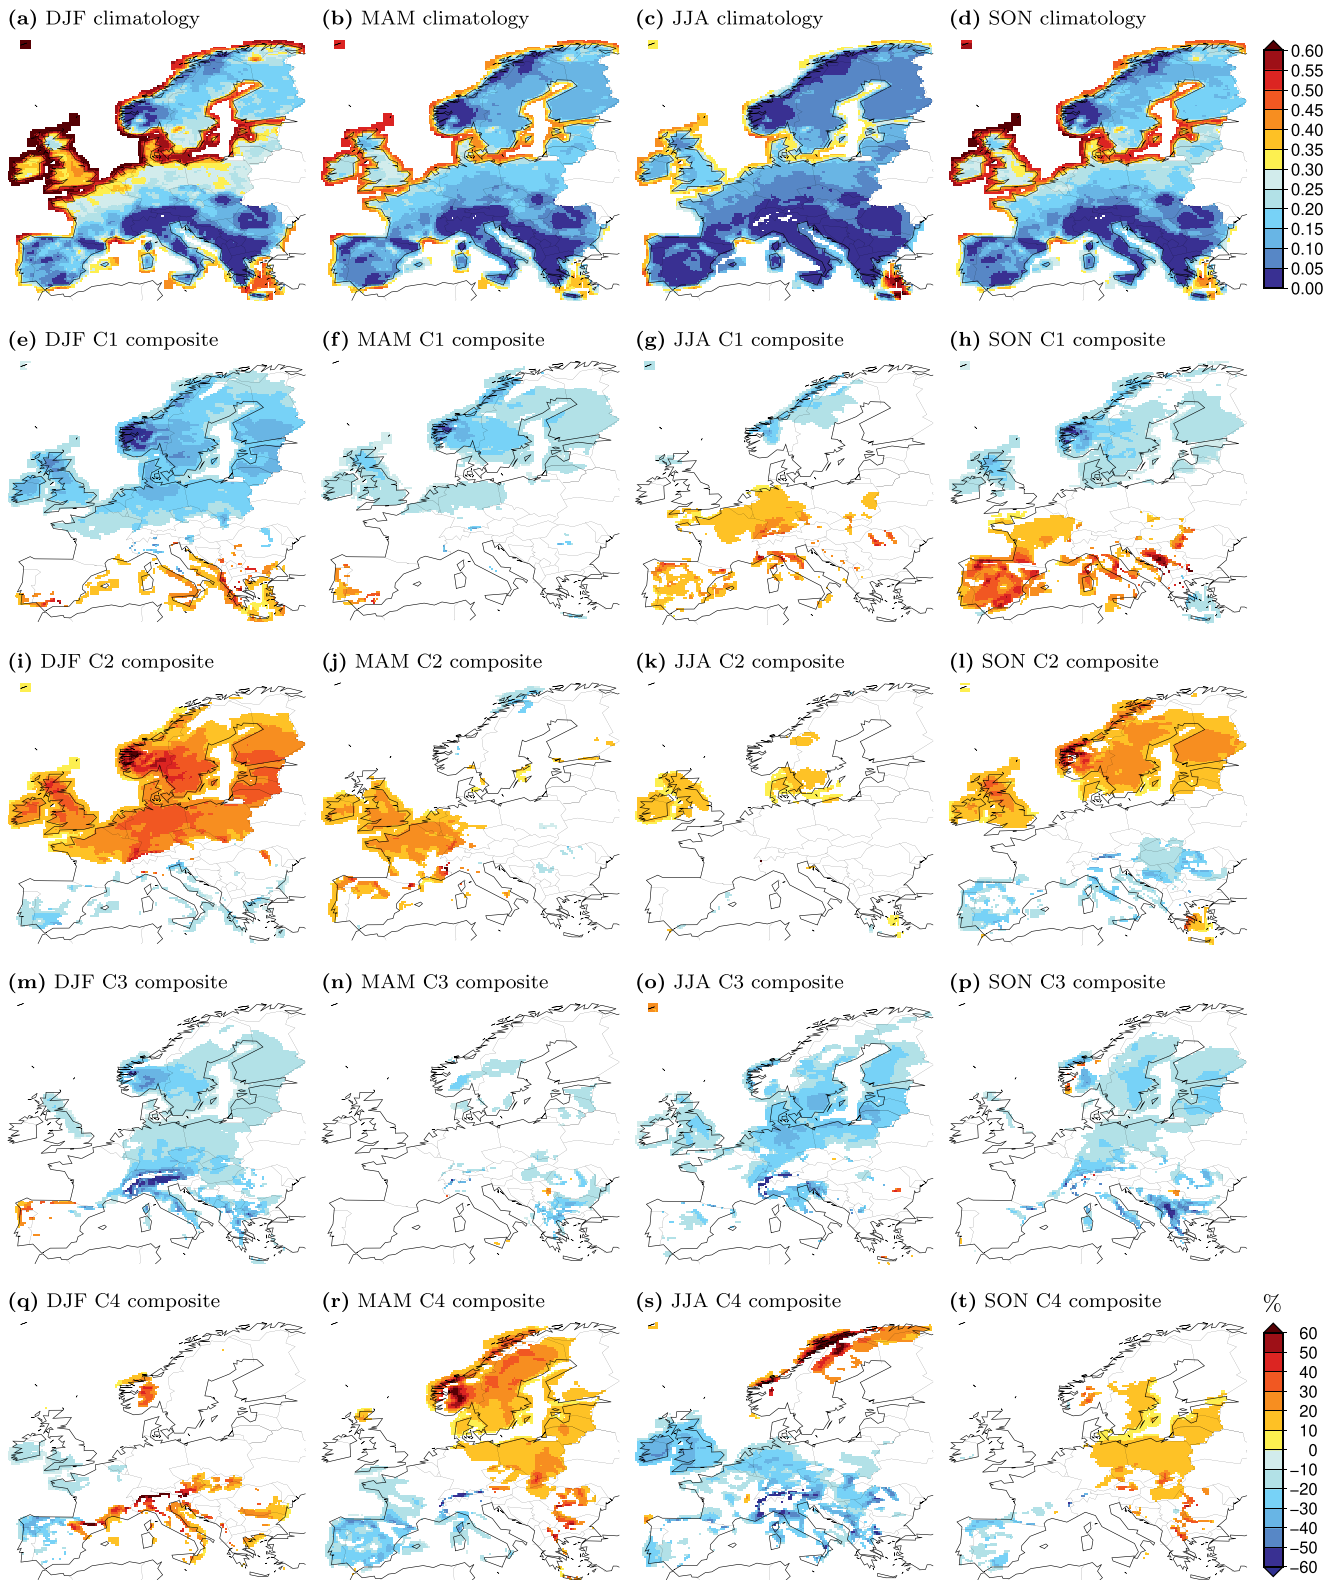 (a) DJF climatology
(b) MAM climatology
(c) JJA climatology
(d) SON climatology
0.60
0.55
0.50
0.45
0.40
0.35
0.30
0.25
0.20
0.15
0.10
0.05
0.00
(e) DJF C1 composite
(f) MAM C1 composite
(g) JJA C1 composite
(h) SON C1 composite
(i) DJF C2 composite
(j) MAM C2 composite
(k) JJA C2 composite
(l) SON C2 composite
(m) DJF C3 composite
(n) MAM C3 composite
(o) JJA C3 composite
(p) SON C3 composite
(q) DJF C4 composite
(r) MAM C4 composite
(s) JJA C4 composite
(t) SON C4 composite
%
60
50
40
30
20
10
0
−10
−20
−30
−40
−50
−60